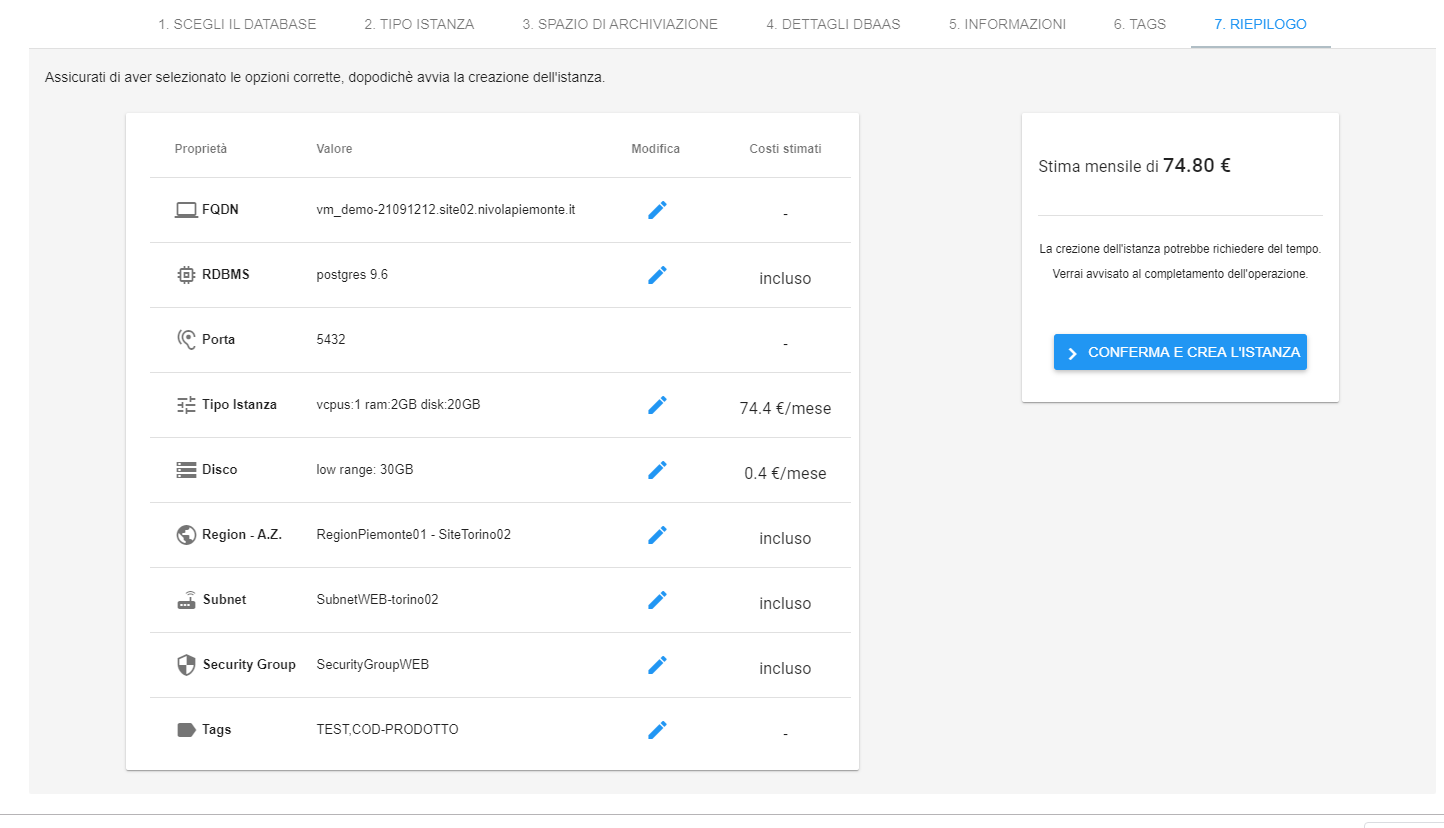 1. SCEGLI IL DATABASE 2. TIPO ISTANZA 3. SPAZIO DI ARCHIVIAZIONE 4. DETTAGLI DBAAS 5. INFORMAZIONI 6. TAGS 7. RIEPILOGO
Assicurati di aver selezionato le opzioni corrette, dopodichè avvia la creazione dell'istanza.
Proprietà Valore Modifica Costi stimati
FQDN vm_demo-21091212.site02.nivolapiemonte.it -
RDBMS postgres 9.6 incluso
Porta 5432 -
Tipo Istanza vcpus:1 ram:2GB disk:20GB 74.4 €/mese
Disco low range: 30GB 0.4 €/mese
Region - A.Z. RegionPiemonte01 - SiteTorino02 incluso
Subnet SubnetWEB-torino02 incluso
Security Group SecurityGroupWEB incluso
Tags TEST,COD-PRODOTTO -
Stima mensile di 74.80 €
La crezione dell'istanza potrebbe richiedere del tempo.
Verrai avvisato al completamento dell'operazione.
CONFERMA E CREA L'ISTANZA